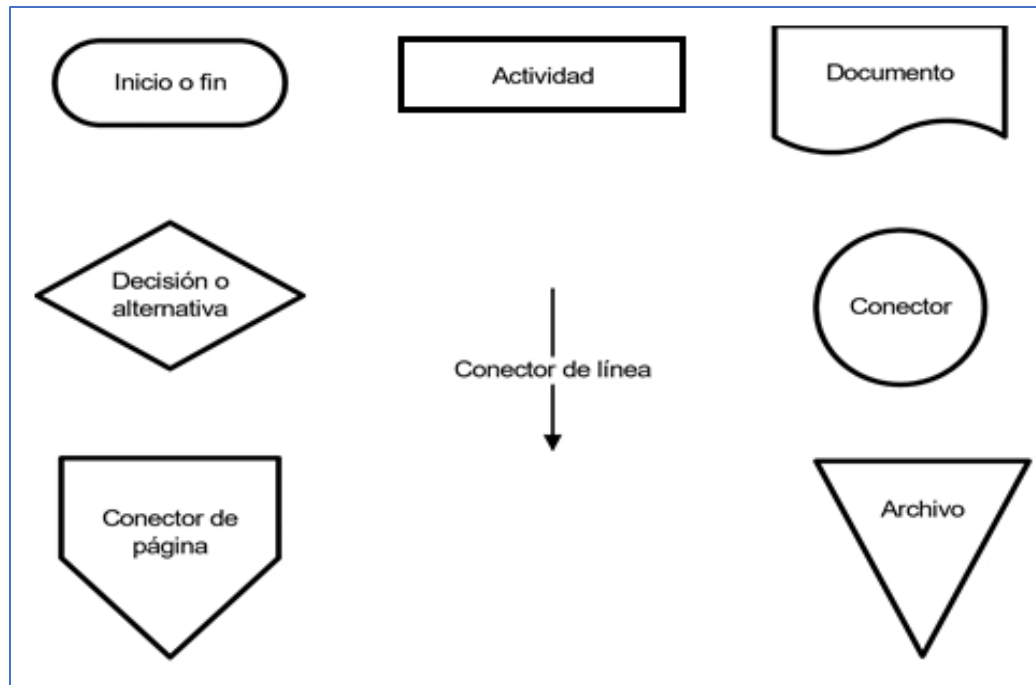 Inicio o fin
Actividad
Documento
Decisión o
alternativa
Conector de línea
Conector
Conector de
página
Archivo